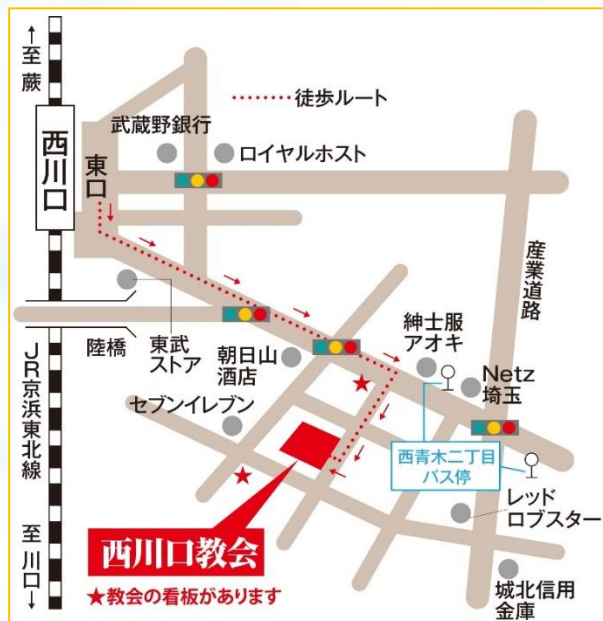 ←至 蕨
徒歩ルート
武蔵野銀行
ロイヤルホスト
西川口
東口
産業道路
陸橋
東武
ストア
朝日山
酒店
紳士服
アオキ
Netz
埼玉
セブンイレブン
JR京浜東北線
西青木二丁目
バス停
レッド
ロブスター
西川口教会
★教会の看板があります
城北信用
金庫
至 川口→